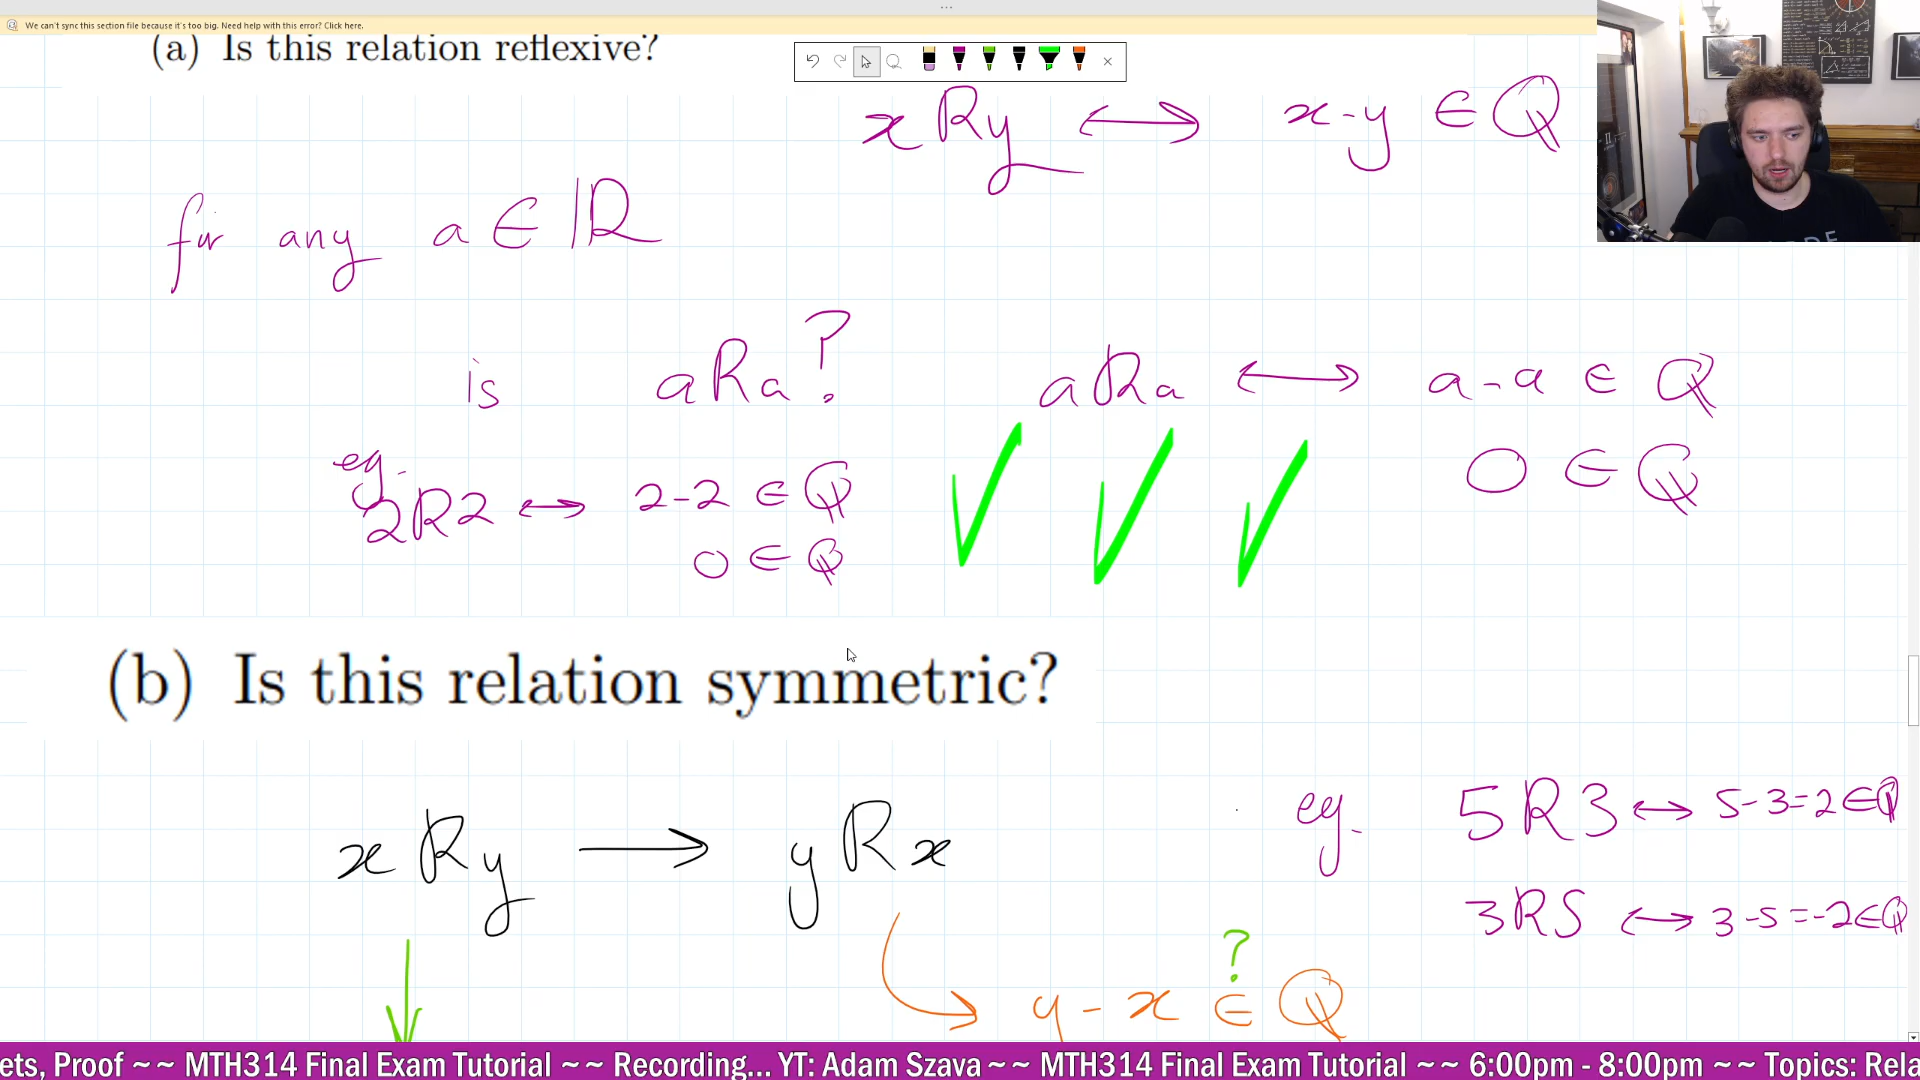 We can't sync this section file because it's too big. Need help with this error? Click here.
(a) Is this relation reflexive?
xRy ⟷ x-y ∈ ℚ
for any a ∈ ℝ
is aRa? aRa ⟷ a-a ∈ ℚ
0 ∈ ℚ
eg. 2R2 ⟷ 2-2 ∈ ℚ
0 ∈ ℚ
(b) Is this relation symmetric?
xRy ⟶ yRx
eg. 5R3 ⟷ 5-3=2∈ℚ
3R5 ⟷ 3-5=-2∈ℚ
?
y-x ∈ ℚ
ets, Proof ~~ MTH314 Final Exam Tutorial ~~ Recording... YT: Adam Szava ~~ MTH314 Final Exam Tutorial ~~ 6:00pm - 8:00pm ~~ Topics: Rela